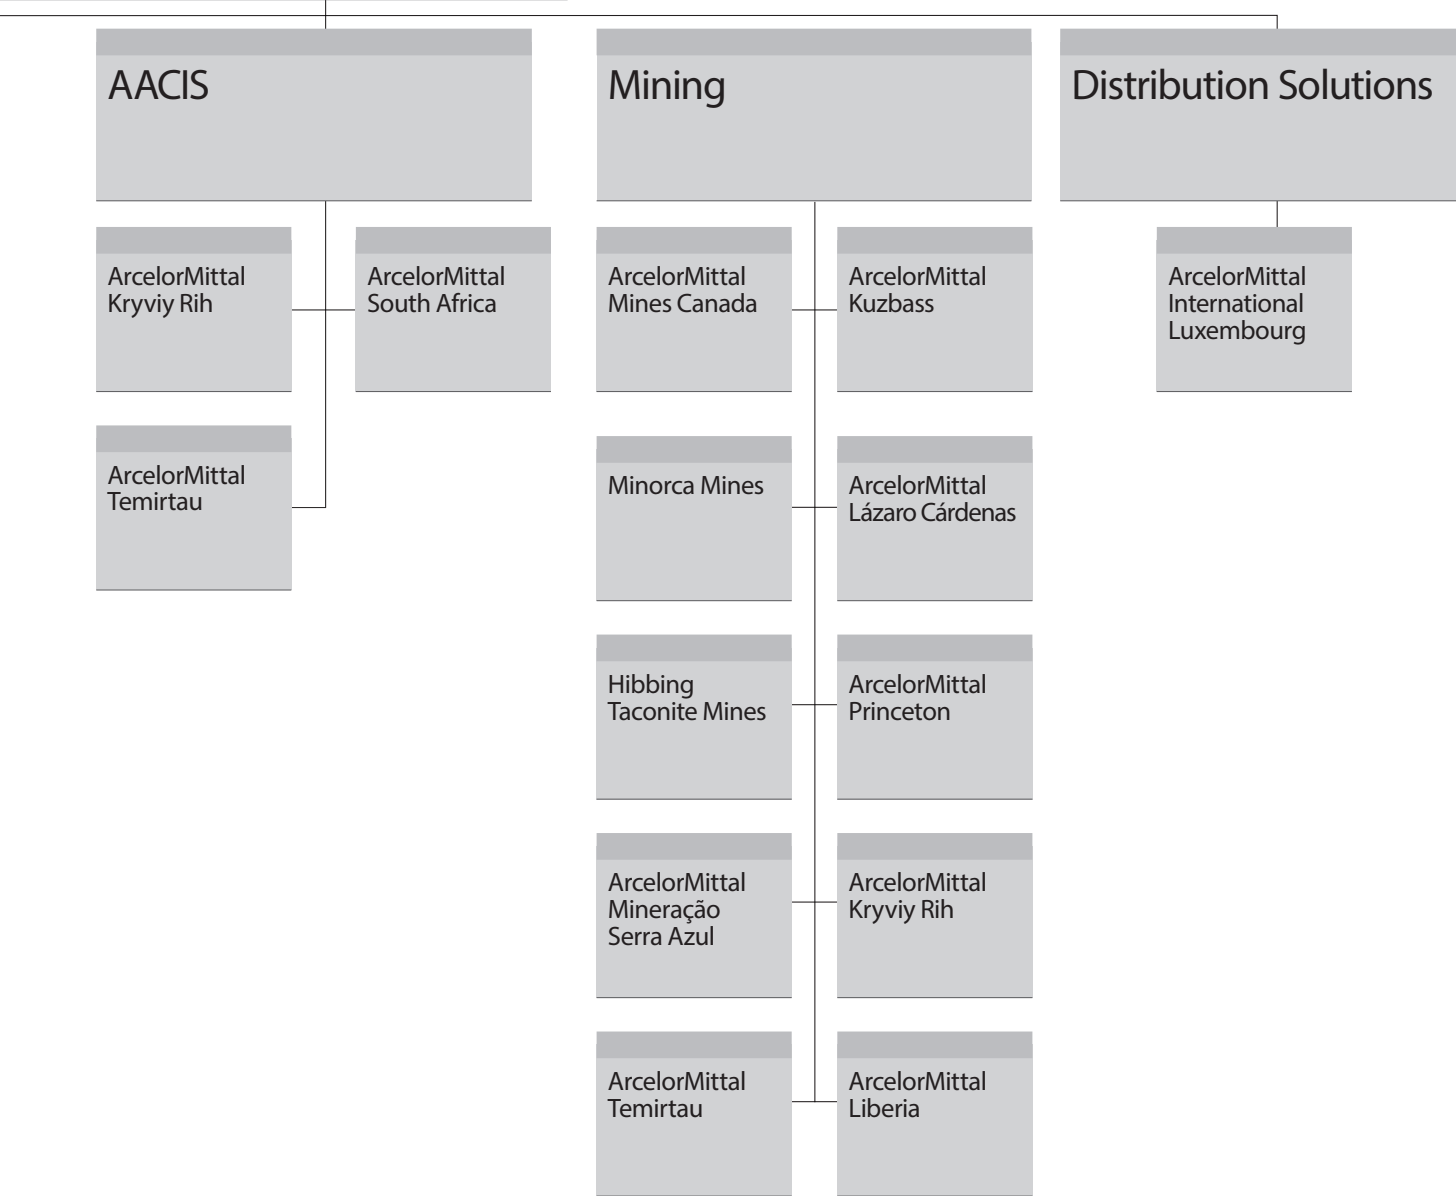 AACIS
Mining
Distribution Solutions
ArcelorMittal
Kryviy Rih
ArcelorMittal
South Africa
ArcelorMittal
Mines Canada
ArcelorMittal
Kuzbass
ArcelorMittal
International
Luxembourg
ArcelorMittal
Temirtau
Minorca Mines
ArcelorMittal
Lázaro Cárdenas
Hibbing
Taconite Mines
ArcelorMittal
Princeton
ArcelorMittal
Mineração
Serra Azul
ArcelorMittal
Kryviy Rih
ArcelorMittal
Temirtau
ArcelorMittal
Liberia